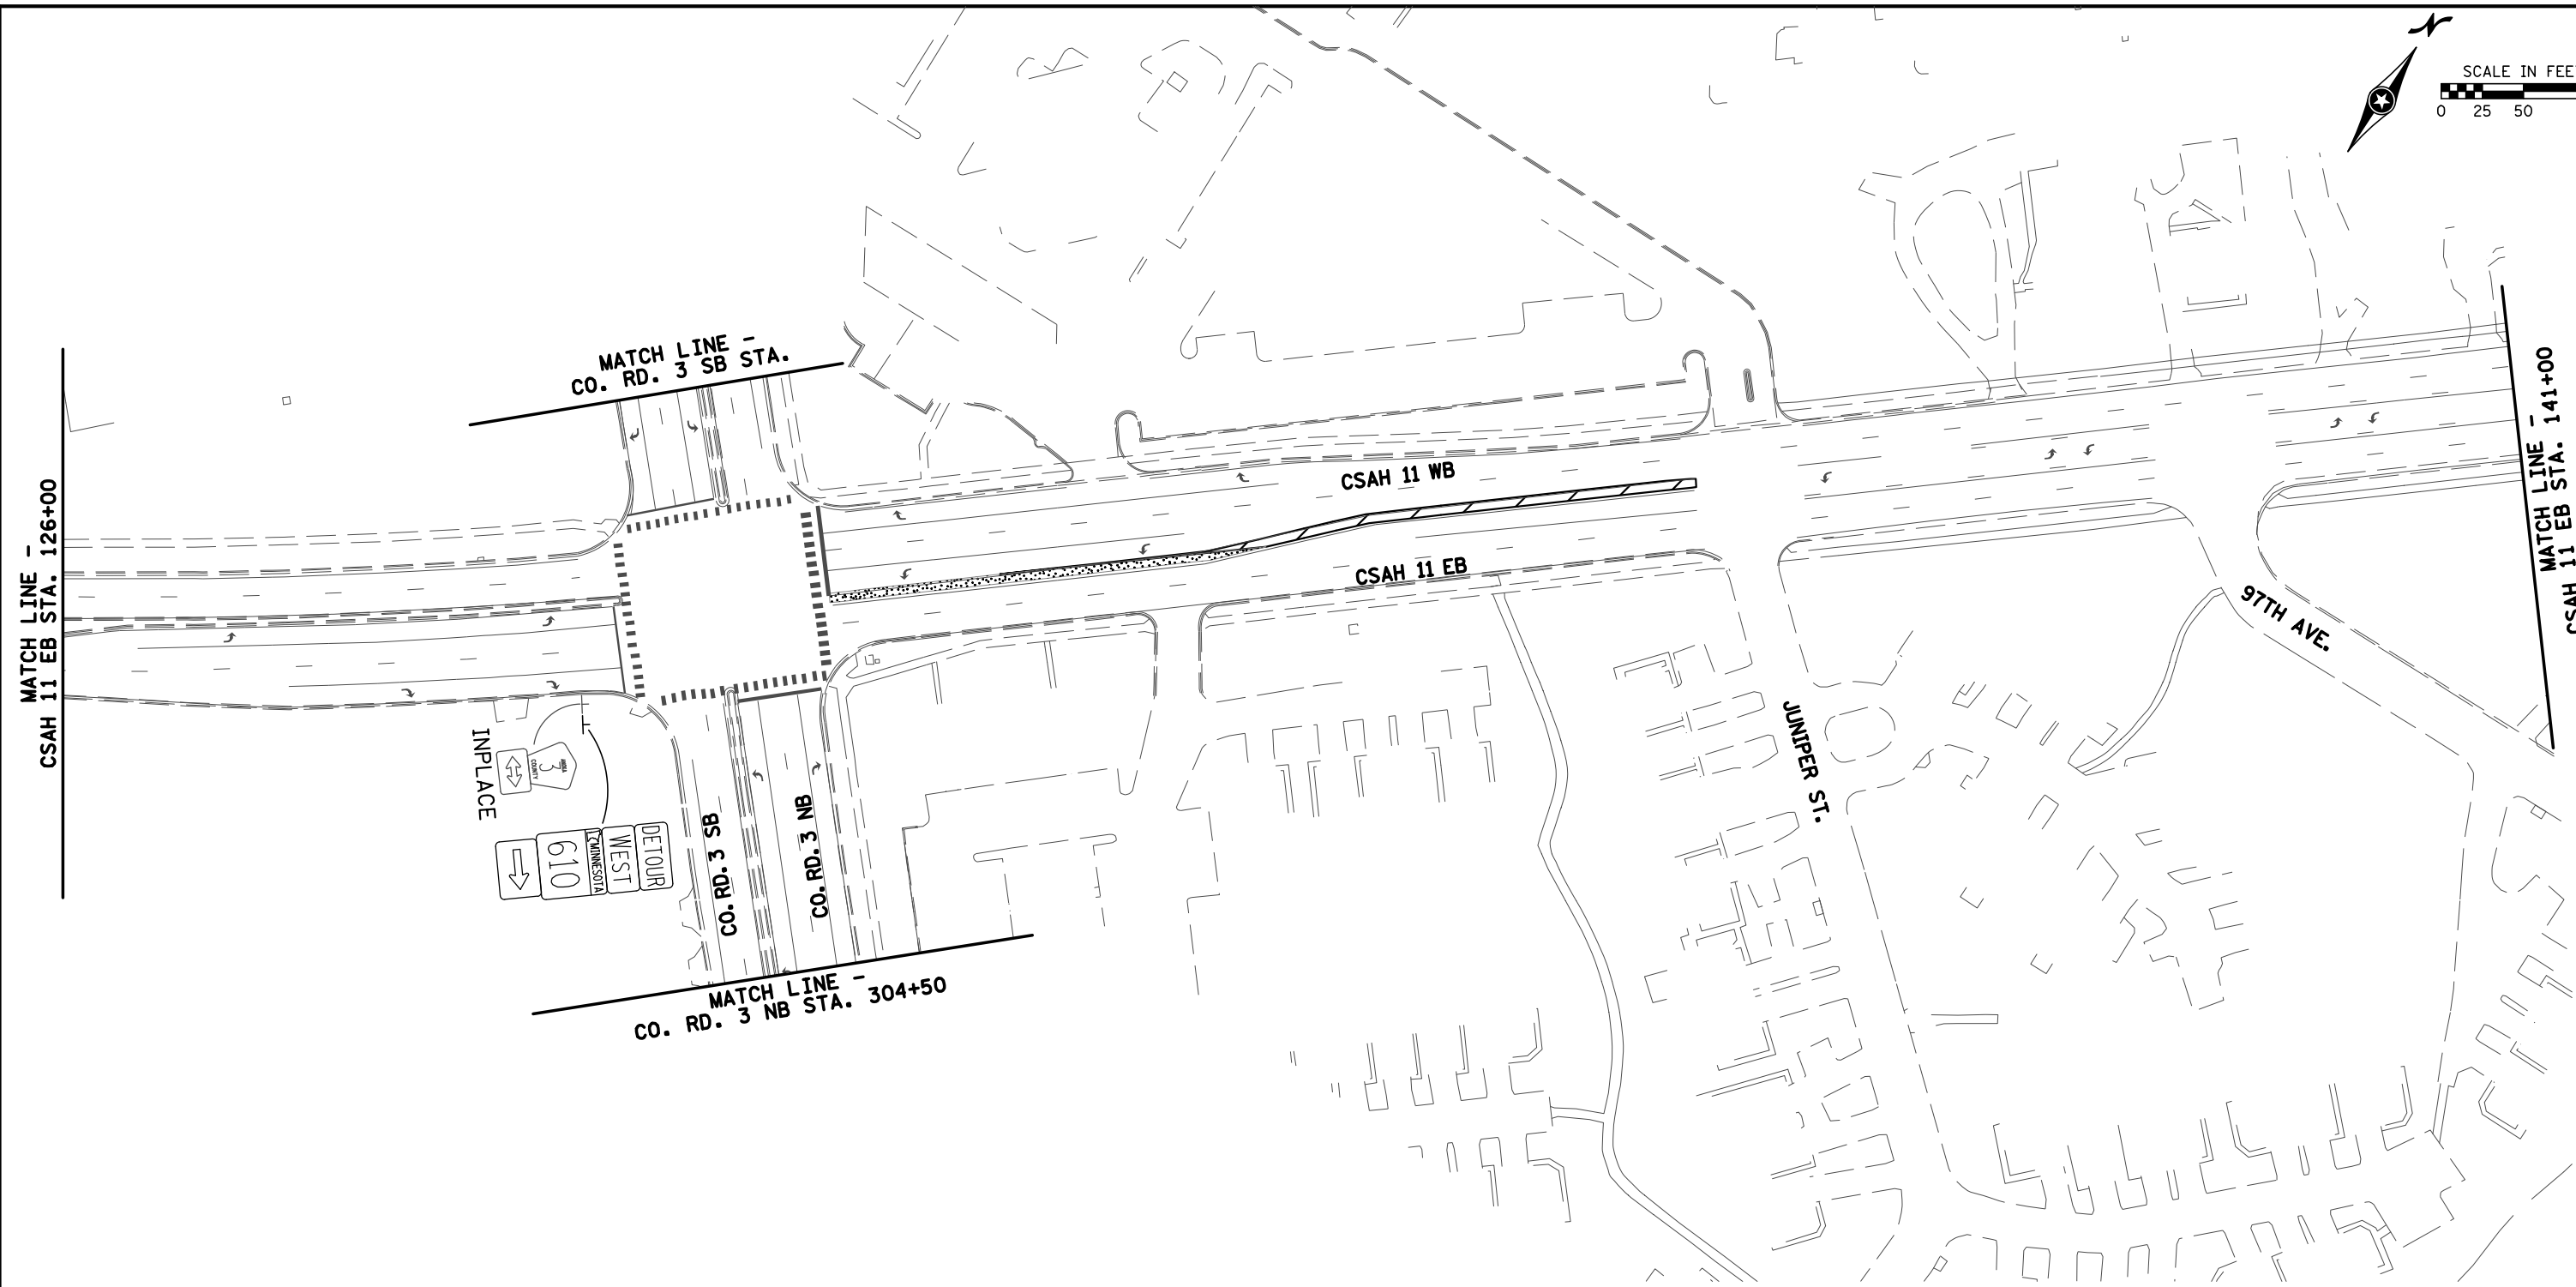 N
SCALE IN FEE
0 25 50
MATCH LINE -
CO. RD. 3 SB STA.
MATCH LINE -
CSAH 11 EB STA. 126+00
CSAH 11 WB
CSAH 11 EB
MATCH LINE -
CSAH 11 EB STA. 141+00
97TH AVE.
JUNIPER ST.
INPLACE
3
ANOKA
COUNTY
DETOUR
WEST
MINNESOTA
610
CO. RD. 3 SB
CO. RD. 3 NB
MATCH LINE -
CO. RD. 3 NB STA. 304+50